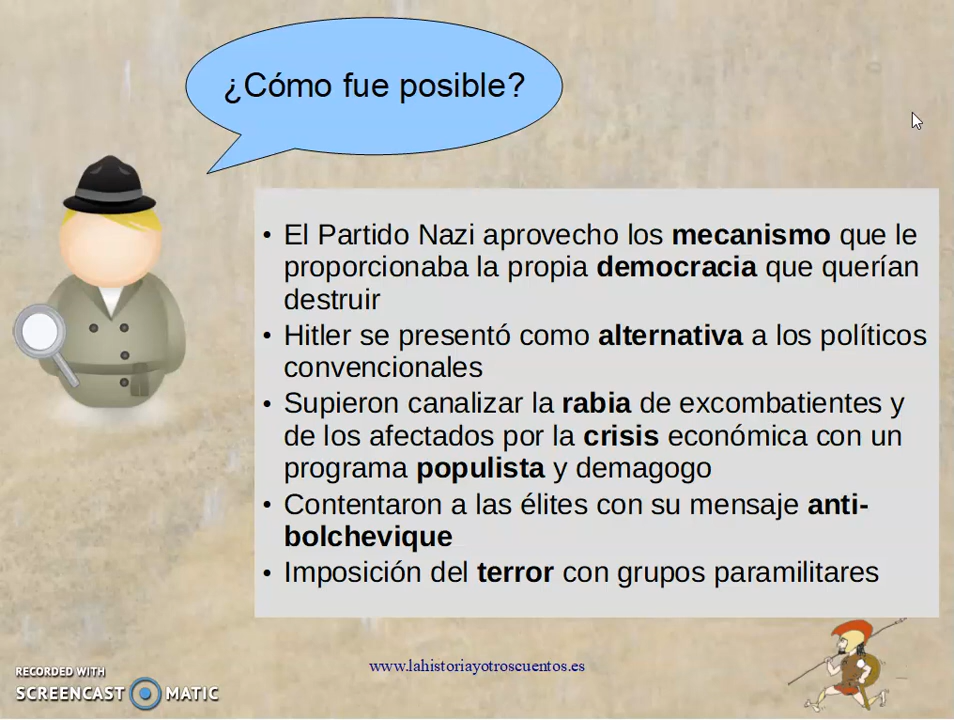 ¿Cómo fue posible?
• El Partido Nazi aprovecho los mecanismo que le
proporcionaba la propia democracia que querían
destruir
• Hitler se presentó como alternativa a los políticos
convencionales
• Supieron canalizar la rabia de excombatientes y
de los afectados por la crisis económica con un
programa populista y demagogo
• Contentaron a las élites con su mensaje anti-
bolchevique
• Imposición del terror con grupos paramilitares
www.lahistoriayotroscuentos.es
RECORDED WITH
SCREENCAST MATIC